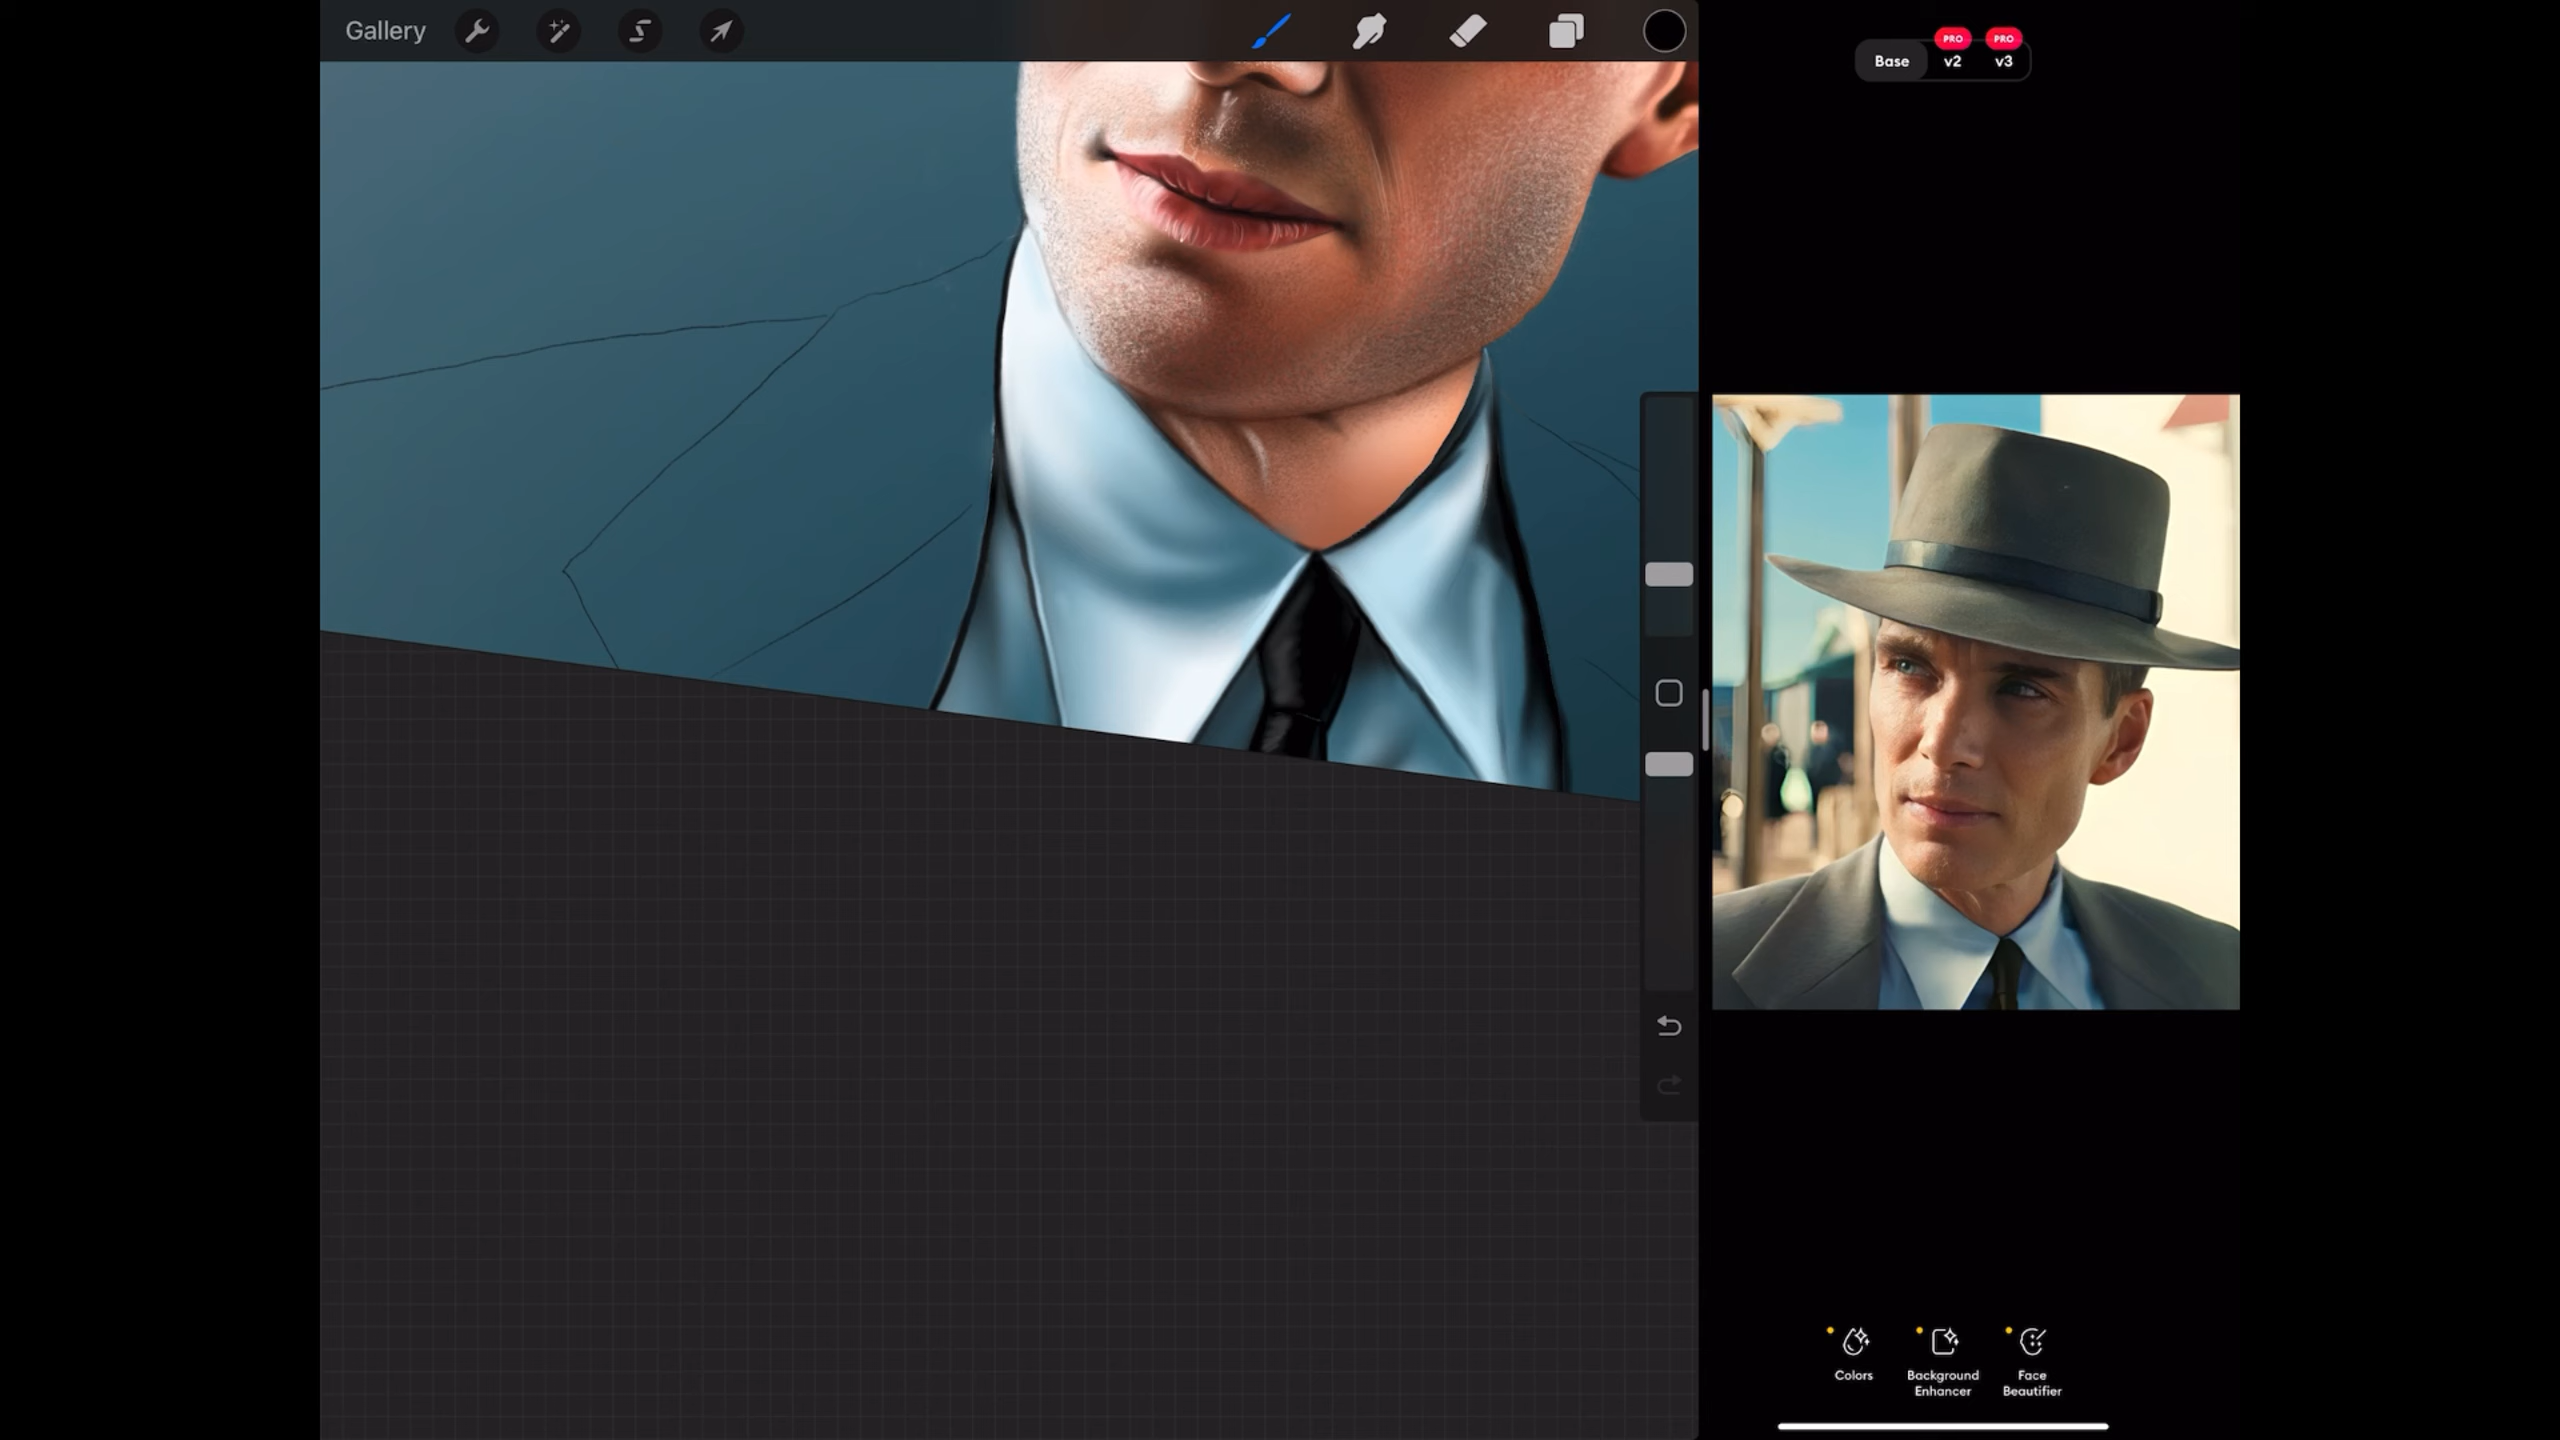 Gallery
PRO PRO
Base v2 v3
Colors
Background
Enhancer
Face
Beautifier